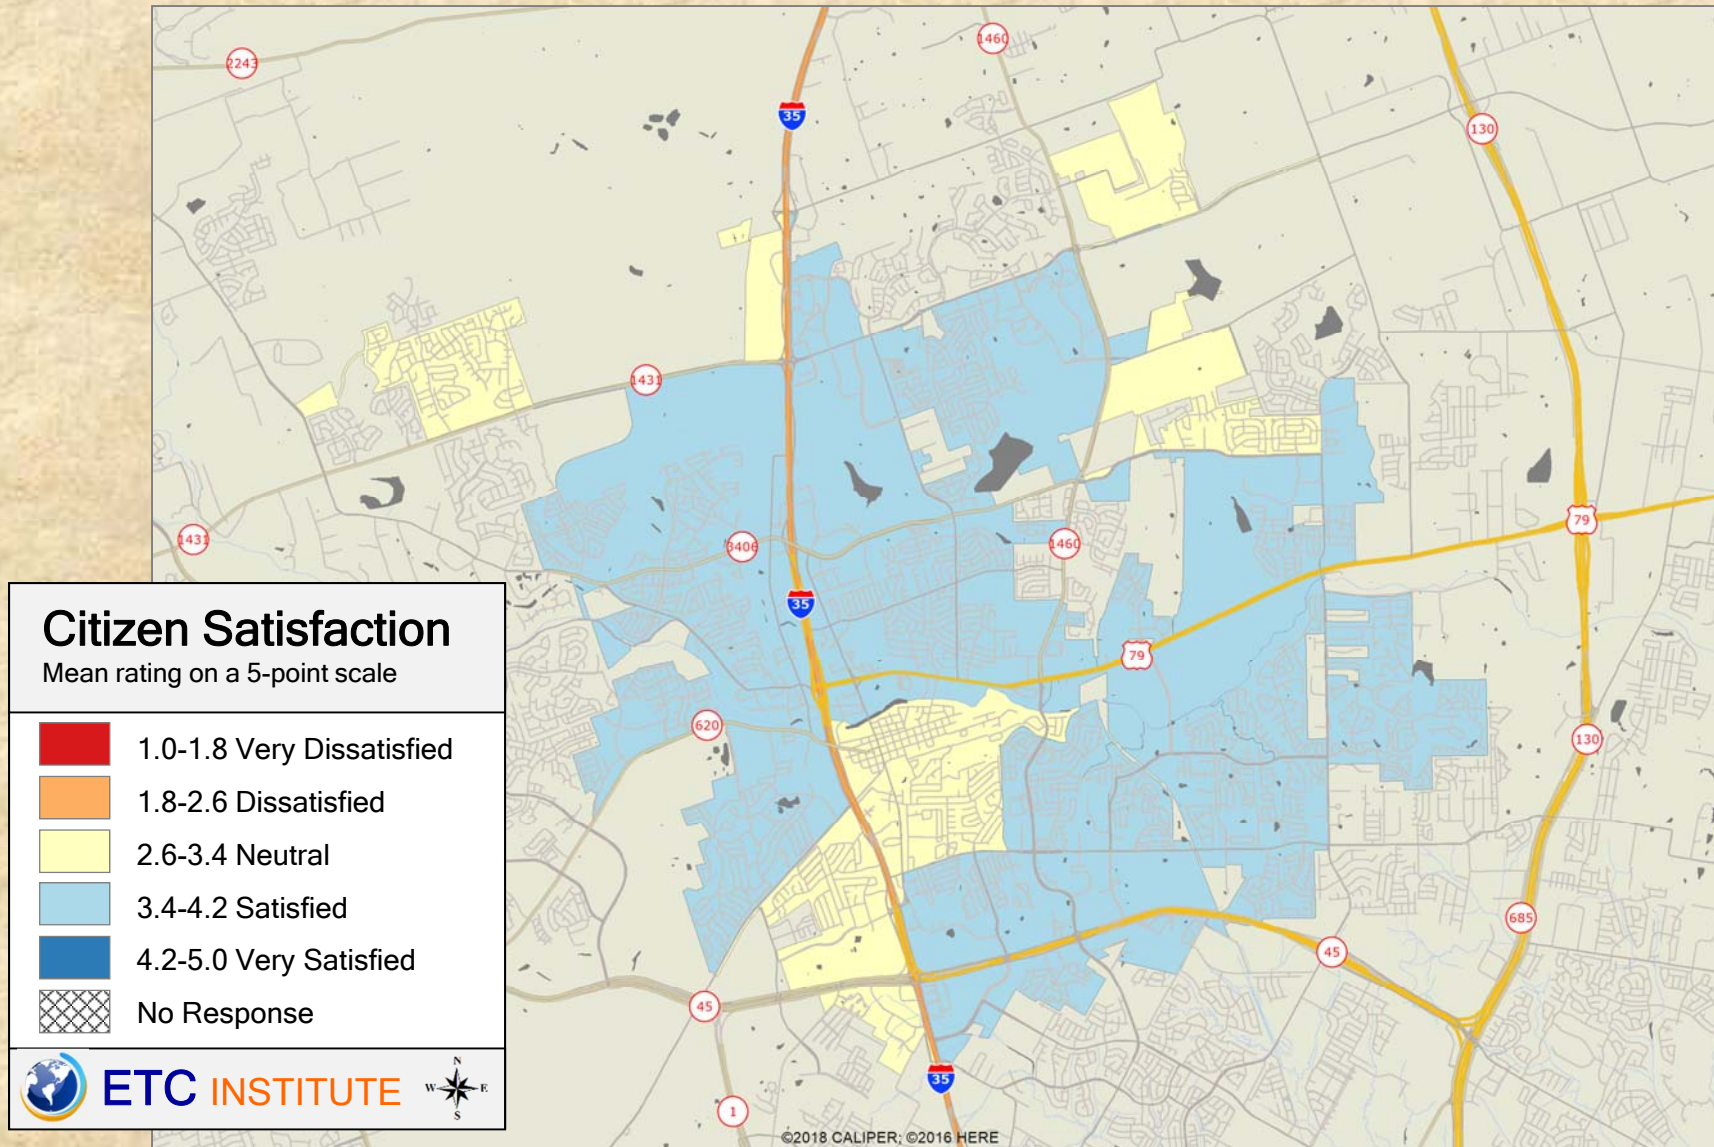 2243
1460
35
130
1431
1431
3406
1460
79
35
79
620
130
685
45
45
35
1
Citizen Satisfaction
Mean rating on a 5-point scale
1.0-1.8 Very Dissatisfied
1.8-2.6 Dissatisfied
2.6-3.4 Neutral
3.4-4.2 Satisfied
4.2-5.0 Very Satisfied
No Response
ETC INSTITUTE
N
W E
S
©2018 CALIPER; ©2016 HERE